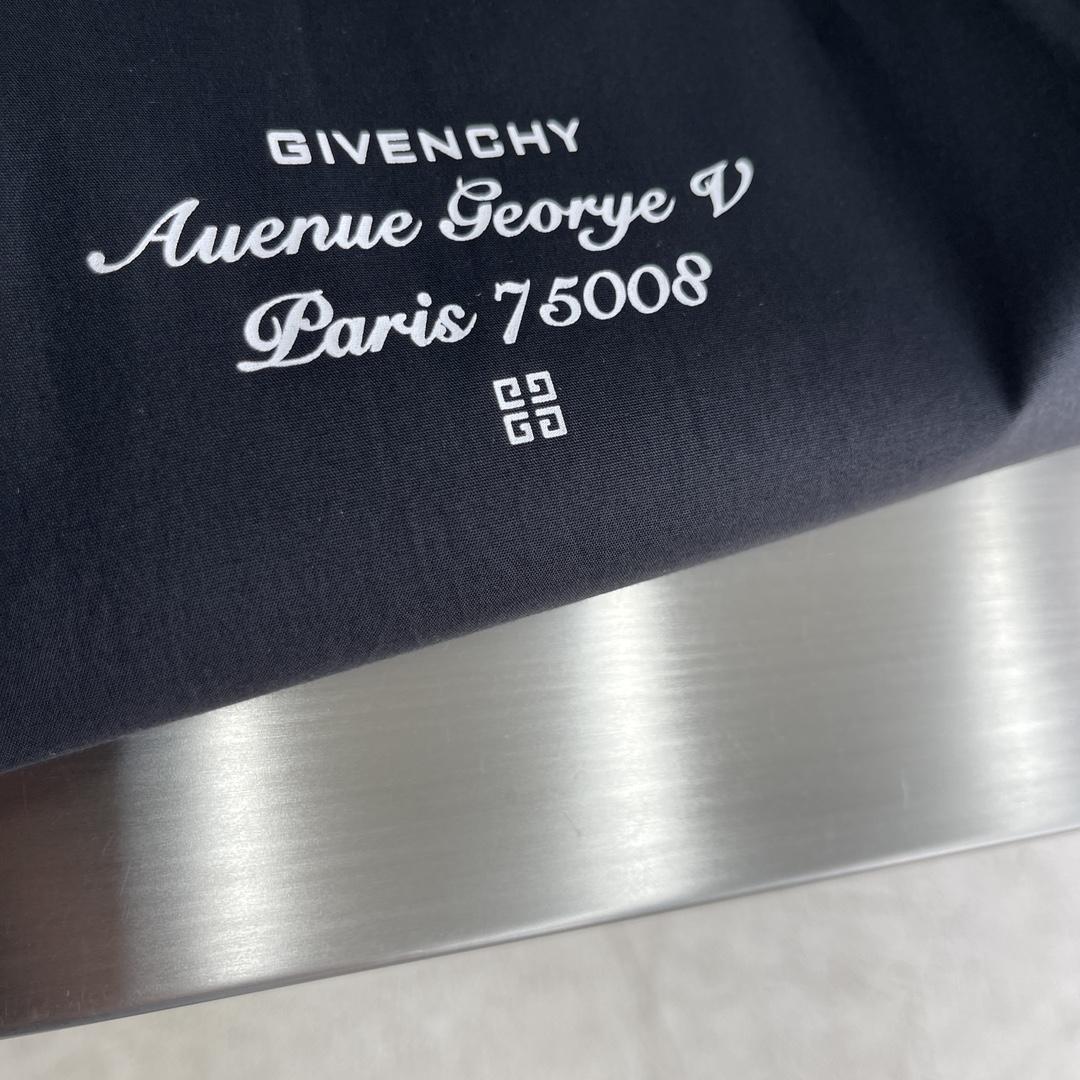 GIVENCHY
Auenue Georye V
Paris 75008